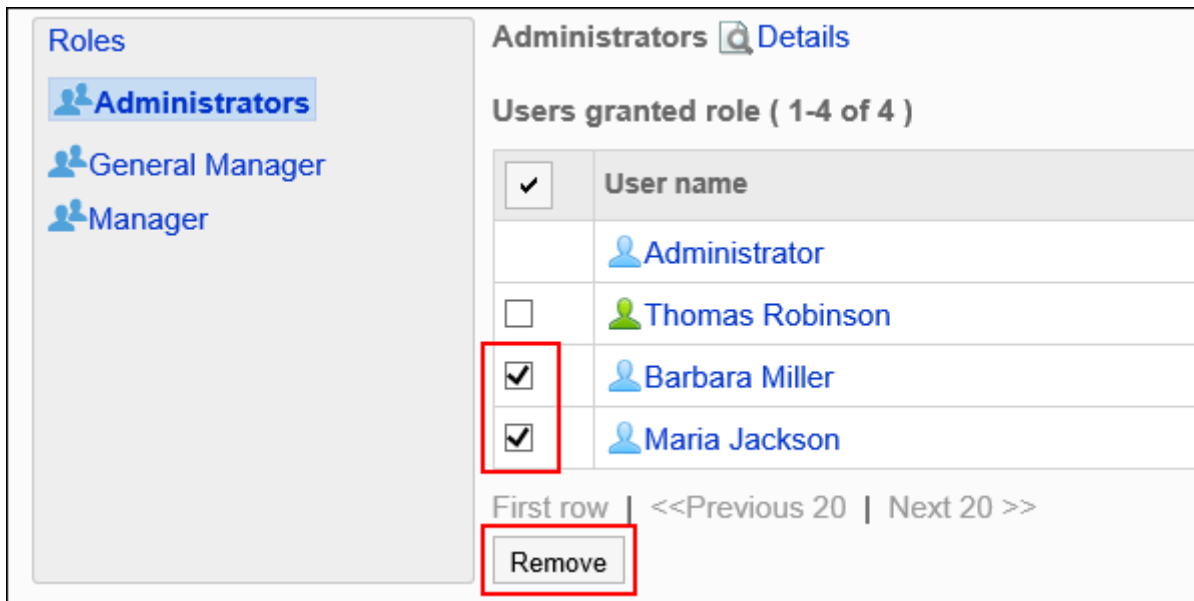 Roles
Administrators
General Manager
Manager
Administrators Details
Users granted role ( 1-4 of 4 )
User name
Administrator
Thomas Robinson
Barbara Miller
Maria Jackson
First row | <<Previous 20 | Next 20 >>
Remove